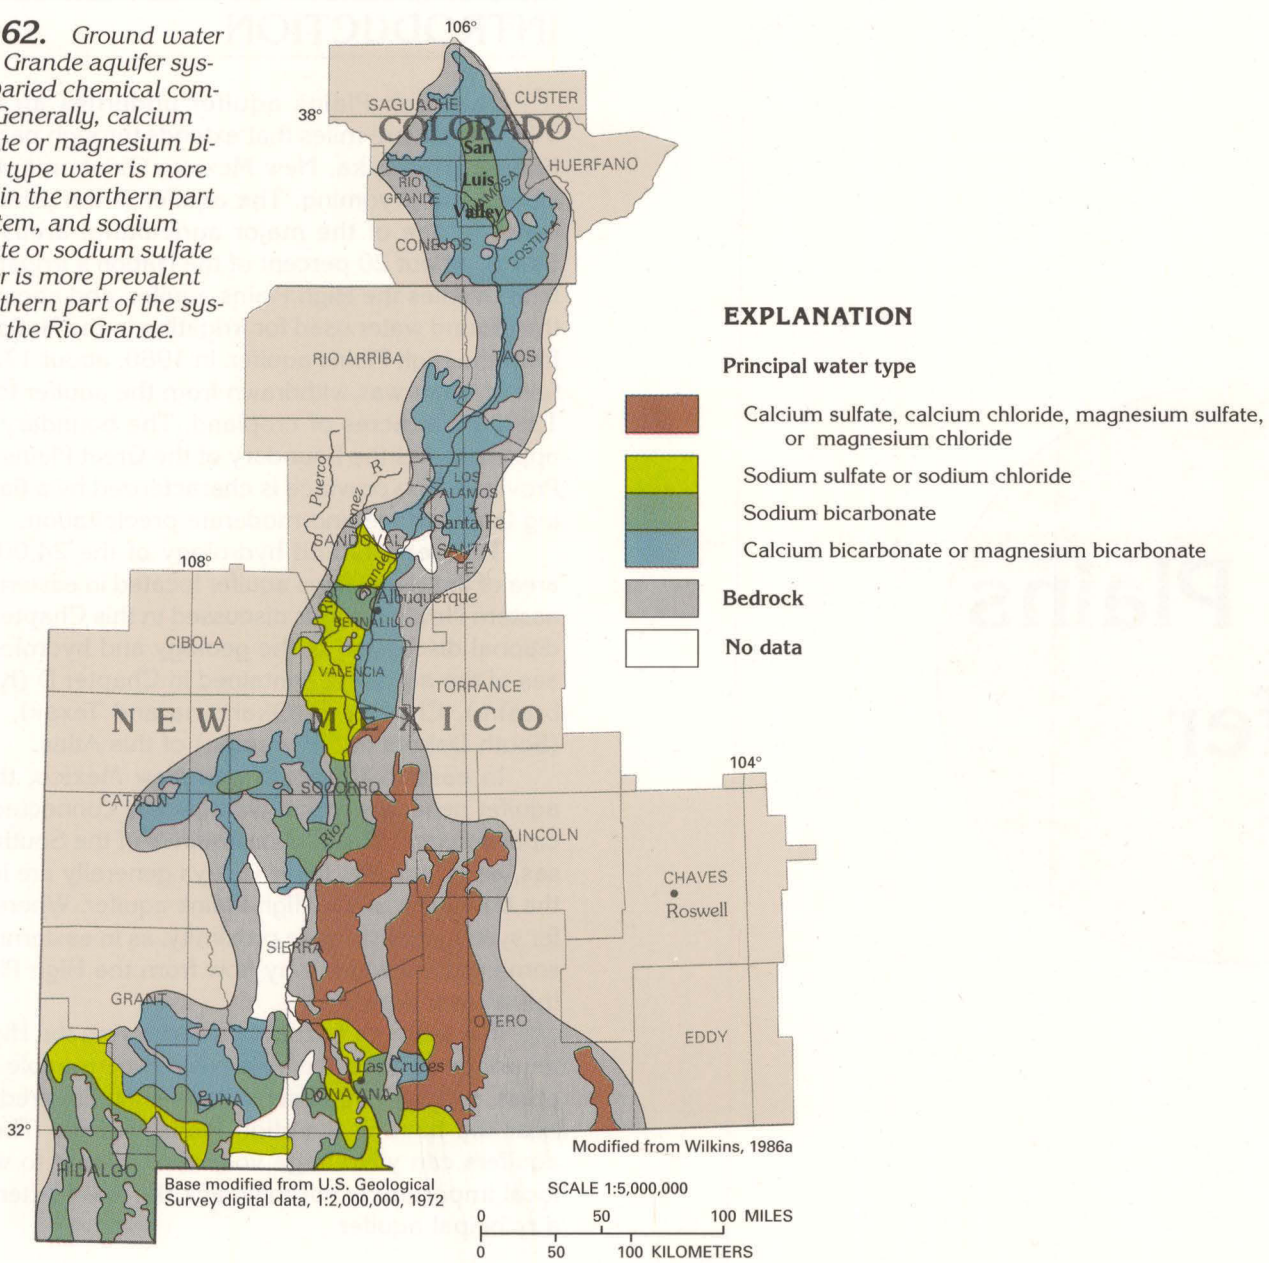 62. Ground water
Grande aquifer sys-
aried chemical com-
Generally, calcium
te or magnesium bi-
type water is more
in the northern part
tem, and sodium
te or sodium sulfate
r is more prevalent
thern part of the sys-
the Rio Grande.
106°
SAGUACHE
CUSTER
38°
COLORADO
San
HUERFANO
Luis
RIO
GRANDE
ALAMOSA
Valley
CONEJOS
COSTILLA
EXPLANATION
RIO ARRIBA
TAOS
Principal water type
Calcium sulfate, calcium chloride, magnesium sulfate,
or magnesium chloride
Sodium sulfate or sodium chloride
Sodium bicarbonate
Calcium bicarbonate or magnesium bicarbonate
Bedrock
No data
Puerco
R
Jemez
LOS
ALAMOS
Santa Fe
SANDOVAL
SANTA
FE
108°
Rio
Grande
Albuquerque
BERNALILLO
CIBOLA
VALENCIA
TORRANCE
NEW MEXICO
104°
SOCORRO
CATRON
Rio
LINCOLN
CHAVES
Roswell
SIERRA
GRANT
OTERO
EDDY
Las Cruces
LUNA
DONA ANA
32°
HIDALGO
Modified from Wilkins, 1986a
Base modified from U.S. Geological
Survey digital data, 1:2,000,000, 1972
SCALE 1:5,000,000
0 50 100 MILES
0 50 100 KILOMETERS